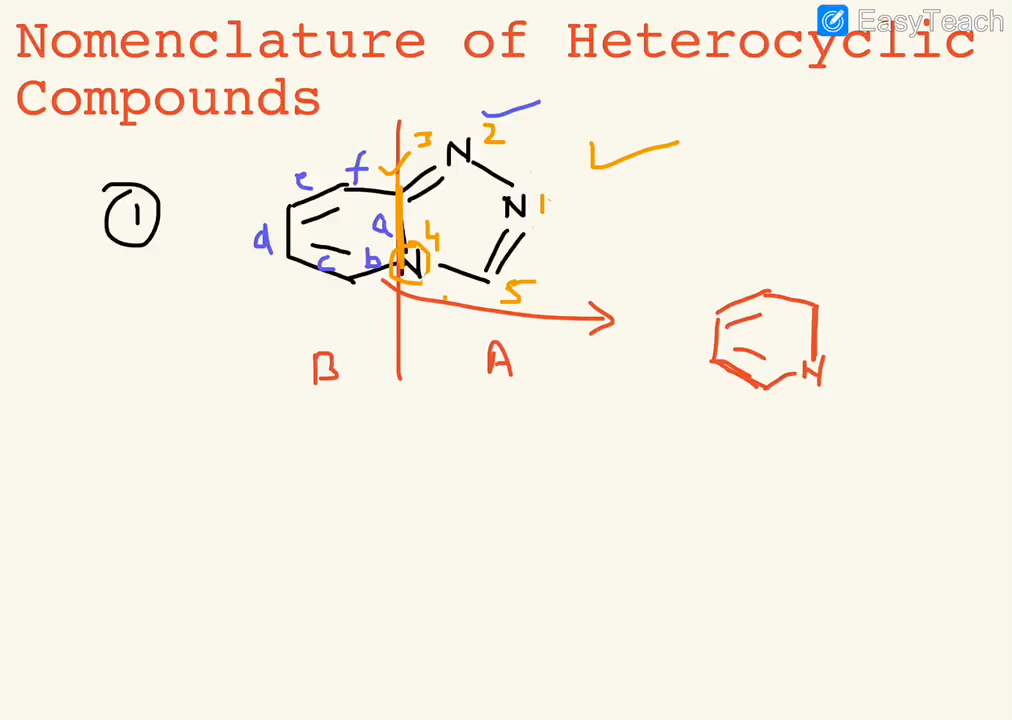 EasyTeach
Nomenclature of Heterocyclic
Compounds
1
f
3
N
2
e
a
N
1
d
4
c
b
N
5
B
A
N